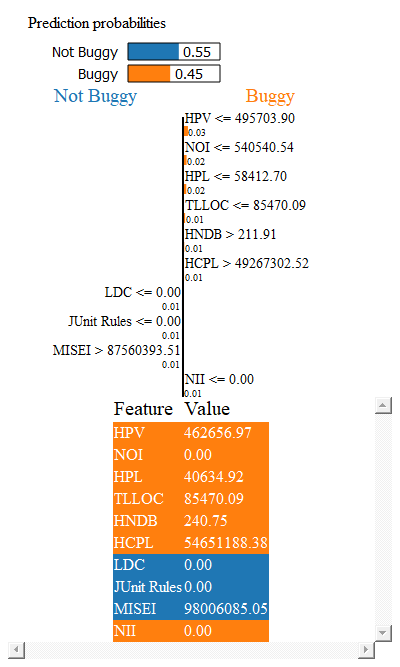 Prediction probabilities
Not Buggy 0.55
Buggy 0.45
Not Buggy Buggy
HPV <= 495703.90
0.03
NOI <= 540540.54
0.02
HPL <= 58412.70
0.02
TLLOC <= 85470.09
0.01
HNDB > 211.91
0.01
HCPL > 49267302.52
0.01
LDC <= 0.00
0.01
JUnit Rules <= 0.00
0.01
MISEI > 87560393.51
0.01
NII <= 0.00
0.01
Feature Value
HPV 462656.97
NOI 0.00
HPL 40634.92
TLLOC 85470.09
HNDB 240.75
HCPL 54651188.38
LDC 0.00
JUnit Rules 0.00
MISEI 98006085.05
NII 0.00